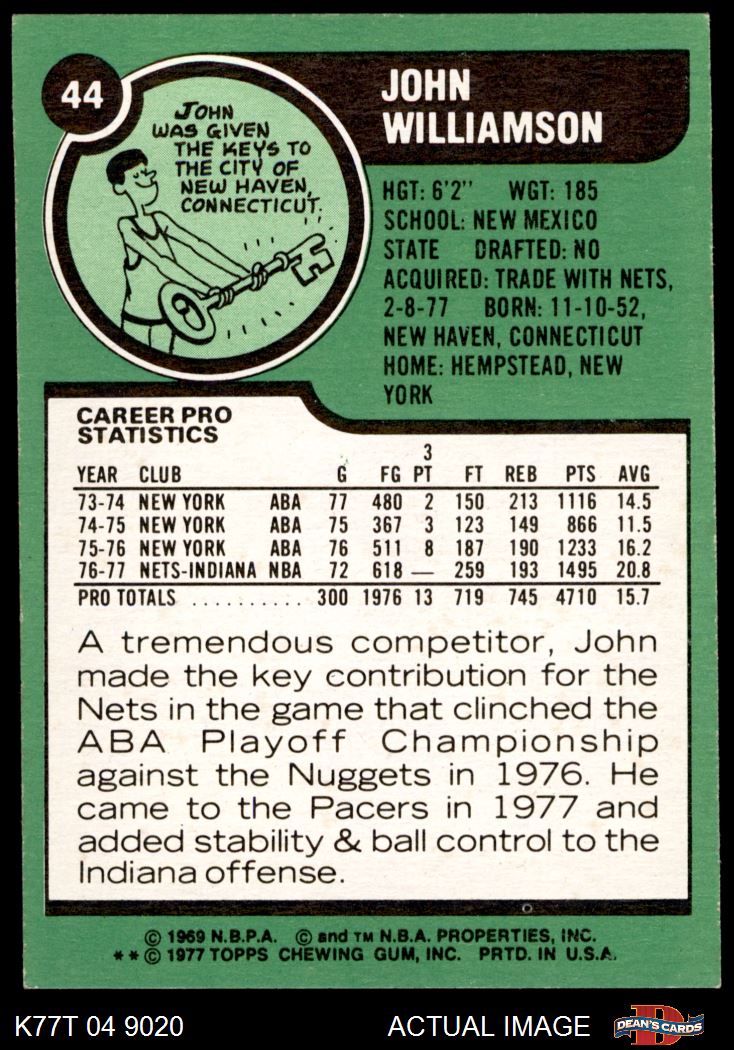 44
JOHN
WAS GIVEN
THE KEYS TO
THE CITY OF
NEW HAVEN,
CONNECTICUT.
JOHN
WILLIAMSON
HGT: 6'2" WGT: 185
SCHOOL: NEW MEXICO
STATE DRAFTED: NO
ACQUIRED: TRADE WITH NETS,
2-8-77 BORN: 11-10-52,
NEW HAVEN, CONNECTICUT
HOME: HEMPSTEAD, NEW
YORK
CAREER PRO
STATISTICS
3
YEAR CLUB G FG PT FT REB PTS AVG
73-74 NEW YORK ABA 77 480 2 150 213 1116 14.5
74-75 NEW YORK ABA 75 367 3 123 149 866 11.5
75-76 NEW YORK ABA 76 511 8 187 190 1233 16.2
76-77 NETS-INDIANA NBA 72 618 — 259 193 1495 20.8
PRO TOTALS .......... 300 1976 13 719 745 4710 15.7
A tremendous competitor, John
made the key contribution for the
Nets in the game that clinched the
ABA Playoff Championship
against the Nuggets in 1976. He
came to the Pacers in 1977 and
added stability & ball control to the
Indiana offense.
© 1969 N.B.P.A. © and TM N.B.A. PROPERTIES, INC.
**© 1977 TOPPS CHEWING GUM, INC. PRTD. IN U.S.A.
K77T 04 9020 ACTUAL IMAGE
D
DEAN'S CARDS